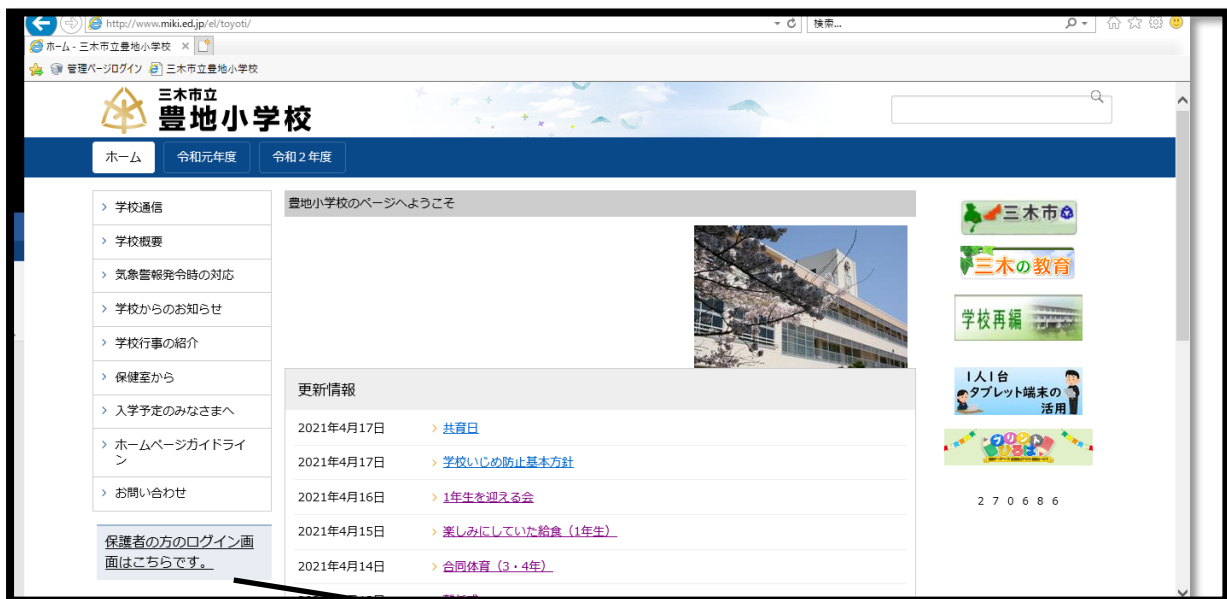 http://www.miki.ed.jp/el/toyoti/
検索...
ホーム - 三木市立豊地小学校
管理ページログイン
三木市立豊地小学校
三木市立
豊地小学校
ホーム
令和元年度
令和２年度
学校通信
学校概要
気象警報発令時の対応
学校からのお知らせ
学校行事の紹介
保健室から
入学予定のみなさまへ
ホームページガイドライ
ン
お問い合わせ
保護者の方のログイン画
面はこちらです。
豊地小学校のページへようこそ
更新情報
2021年4月17日
共育日
2021年4月17日
学校いじめ防止基本方針
2021年4月16日
1年生を迎える会
2021年4月15日
楽しみにしていた給食（1年生）
2021年4月14日
合同体育（3・4年）
三木市
三木の教育
学校再編
1人1台
タブレット端末の
活用
プリント
ひろば
2 7 0 6 8 6